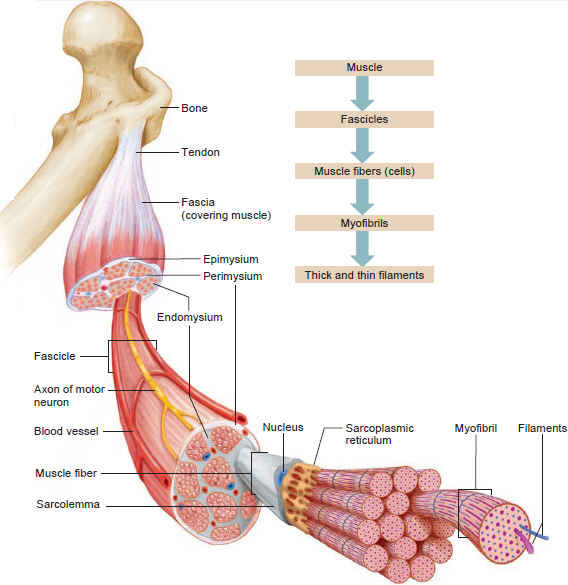 Muscle
Bone
Fascicles
Tendon
Muscle fibers (cells)
Fascia
(covering muscle)
Myofibrils
Epimysium
Perimysium
Thick and thin filaments
Endomysium
Fascicle
Axon of motor
neuron
Blood vessel
Nucleus
Sarcoplasmic
reticulum
Myofibril
Filaments
Muscle fiber
Sarcolemma